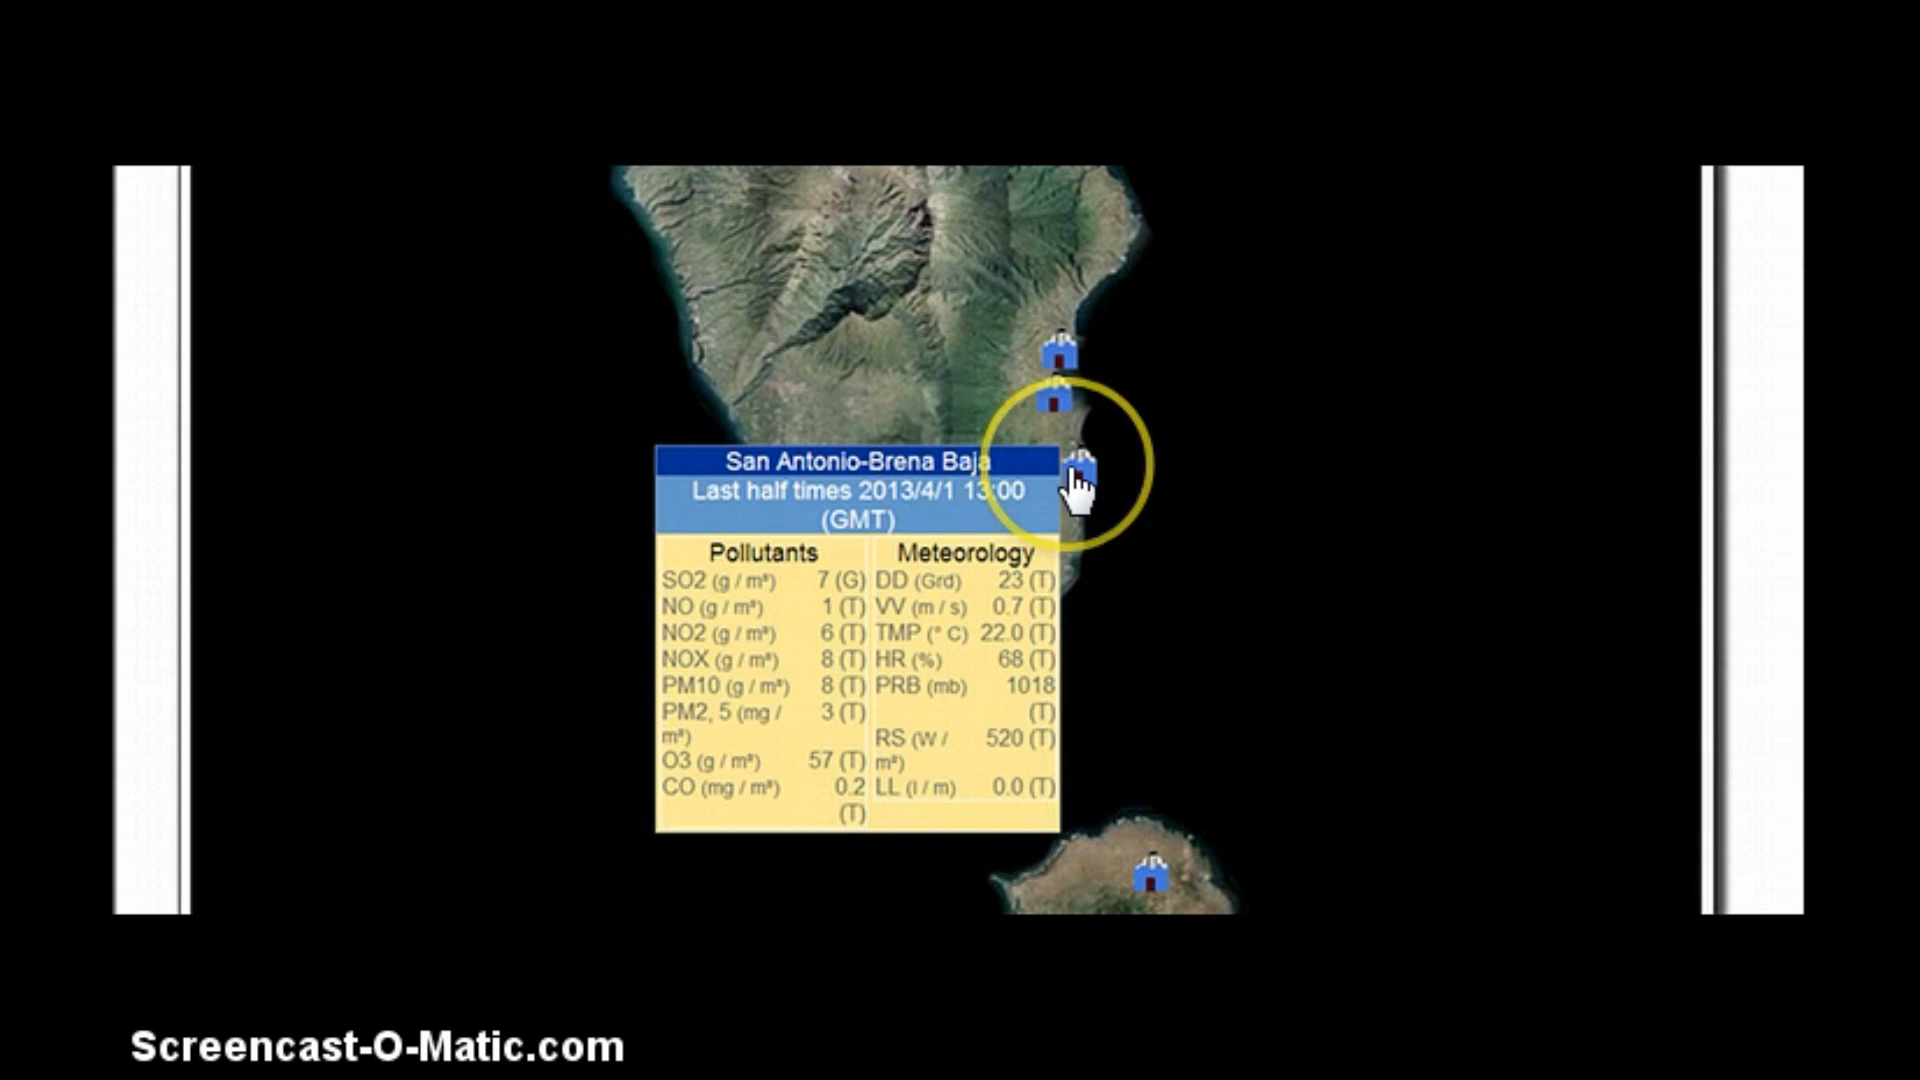 San Antonio-Brena Baja
Last half times 2013/4/1 13:00
(GMT)
Pollutants
SO2 (g / m³) 7 (G)
NO (g / m³) 1 (T)
NO2 (g / m³) 6 (T)
NOX (g / m³) 8 (T)
PM10 (g / m³) 8 (T)
PM2, 5 (mg / 3 (T)
m³)
O3 (g / m³) 57 (T)
CO (mg / m³) 0.2
(T)
Meteorology
DD (Grd) 23 (T)
VV (m / s) 0.7 (T)
TMP (° C) 22.0 (T)
HR (%) 68 (T)
PRB (mb) 1018
(T)
RS (W / 520 (T)
m²)
LL (l / m) 0.0 (T)
Screencast-O-Matic.com